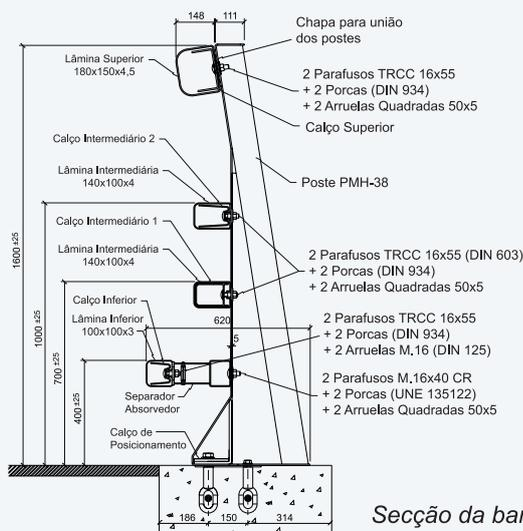 148
111
Chapa para união
dos postes
Lâmina Superior
180x150x4,5
2 Parafusos TRCC 16x55
+ 2 Porcas (DIN 934)
+ 2 Arruelas Quadradas 50x5
Calço Superior
Calço Intermediário 2
Lâmina Intermediária
140x100x4
Poste PMH-38
Calço Intermediário 1
Lâmina Intermediária
140x100x4
2 Parafusos TRCC 16x55 (DIN 603)
+ 2 Porcas (DIN 934)
+ 2 Arruelas Quadradas 50x5
1600 ±25
1000 ±25
700 ±25
400 ±25
Calço Inferior
Lâmina Inferior
100x100x3
620
5
2 Parafusos TRCC 16x55
+ 2 Porcas (DIN 934)
+ 2 Arruelas M.16 (DIN 125)
Separador
Absorvedor
2 Parafusos M.16x40 CR
+ 2 Porcas (UNE 135122)
+ 2 Arruelas Quadradas 50x5
Calço de
Posicionamento
186
150
314
Secção da bar